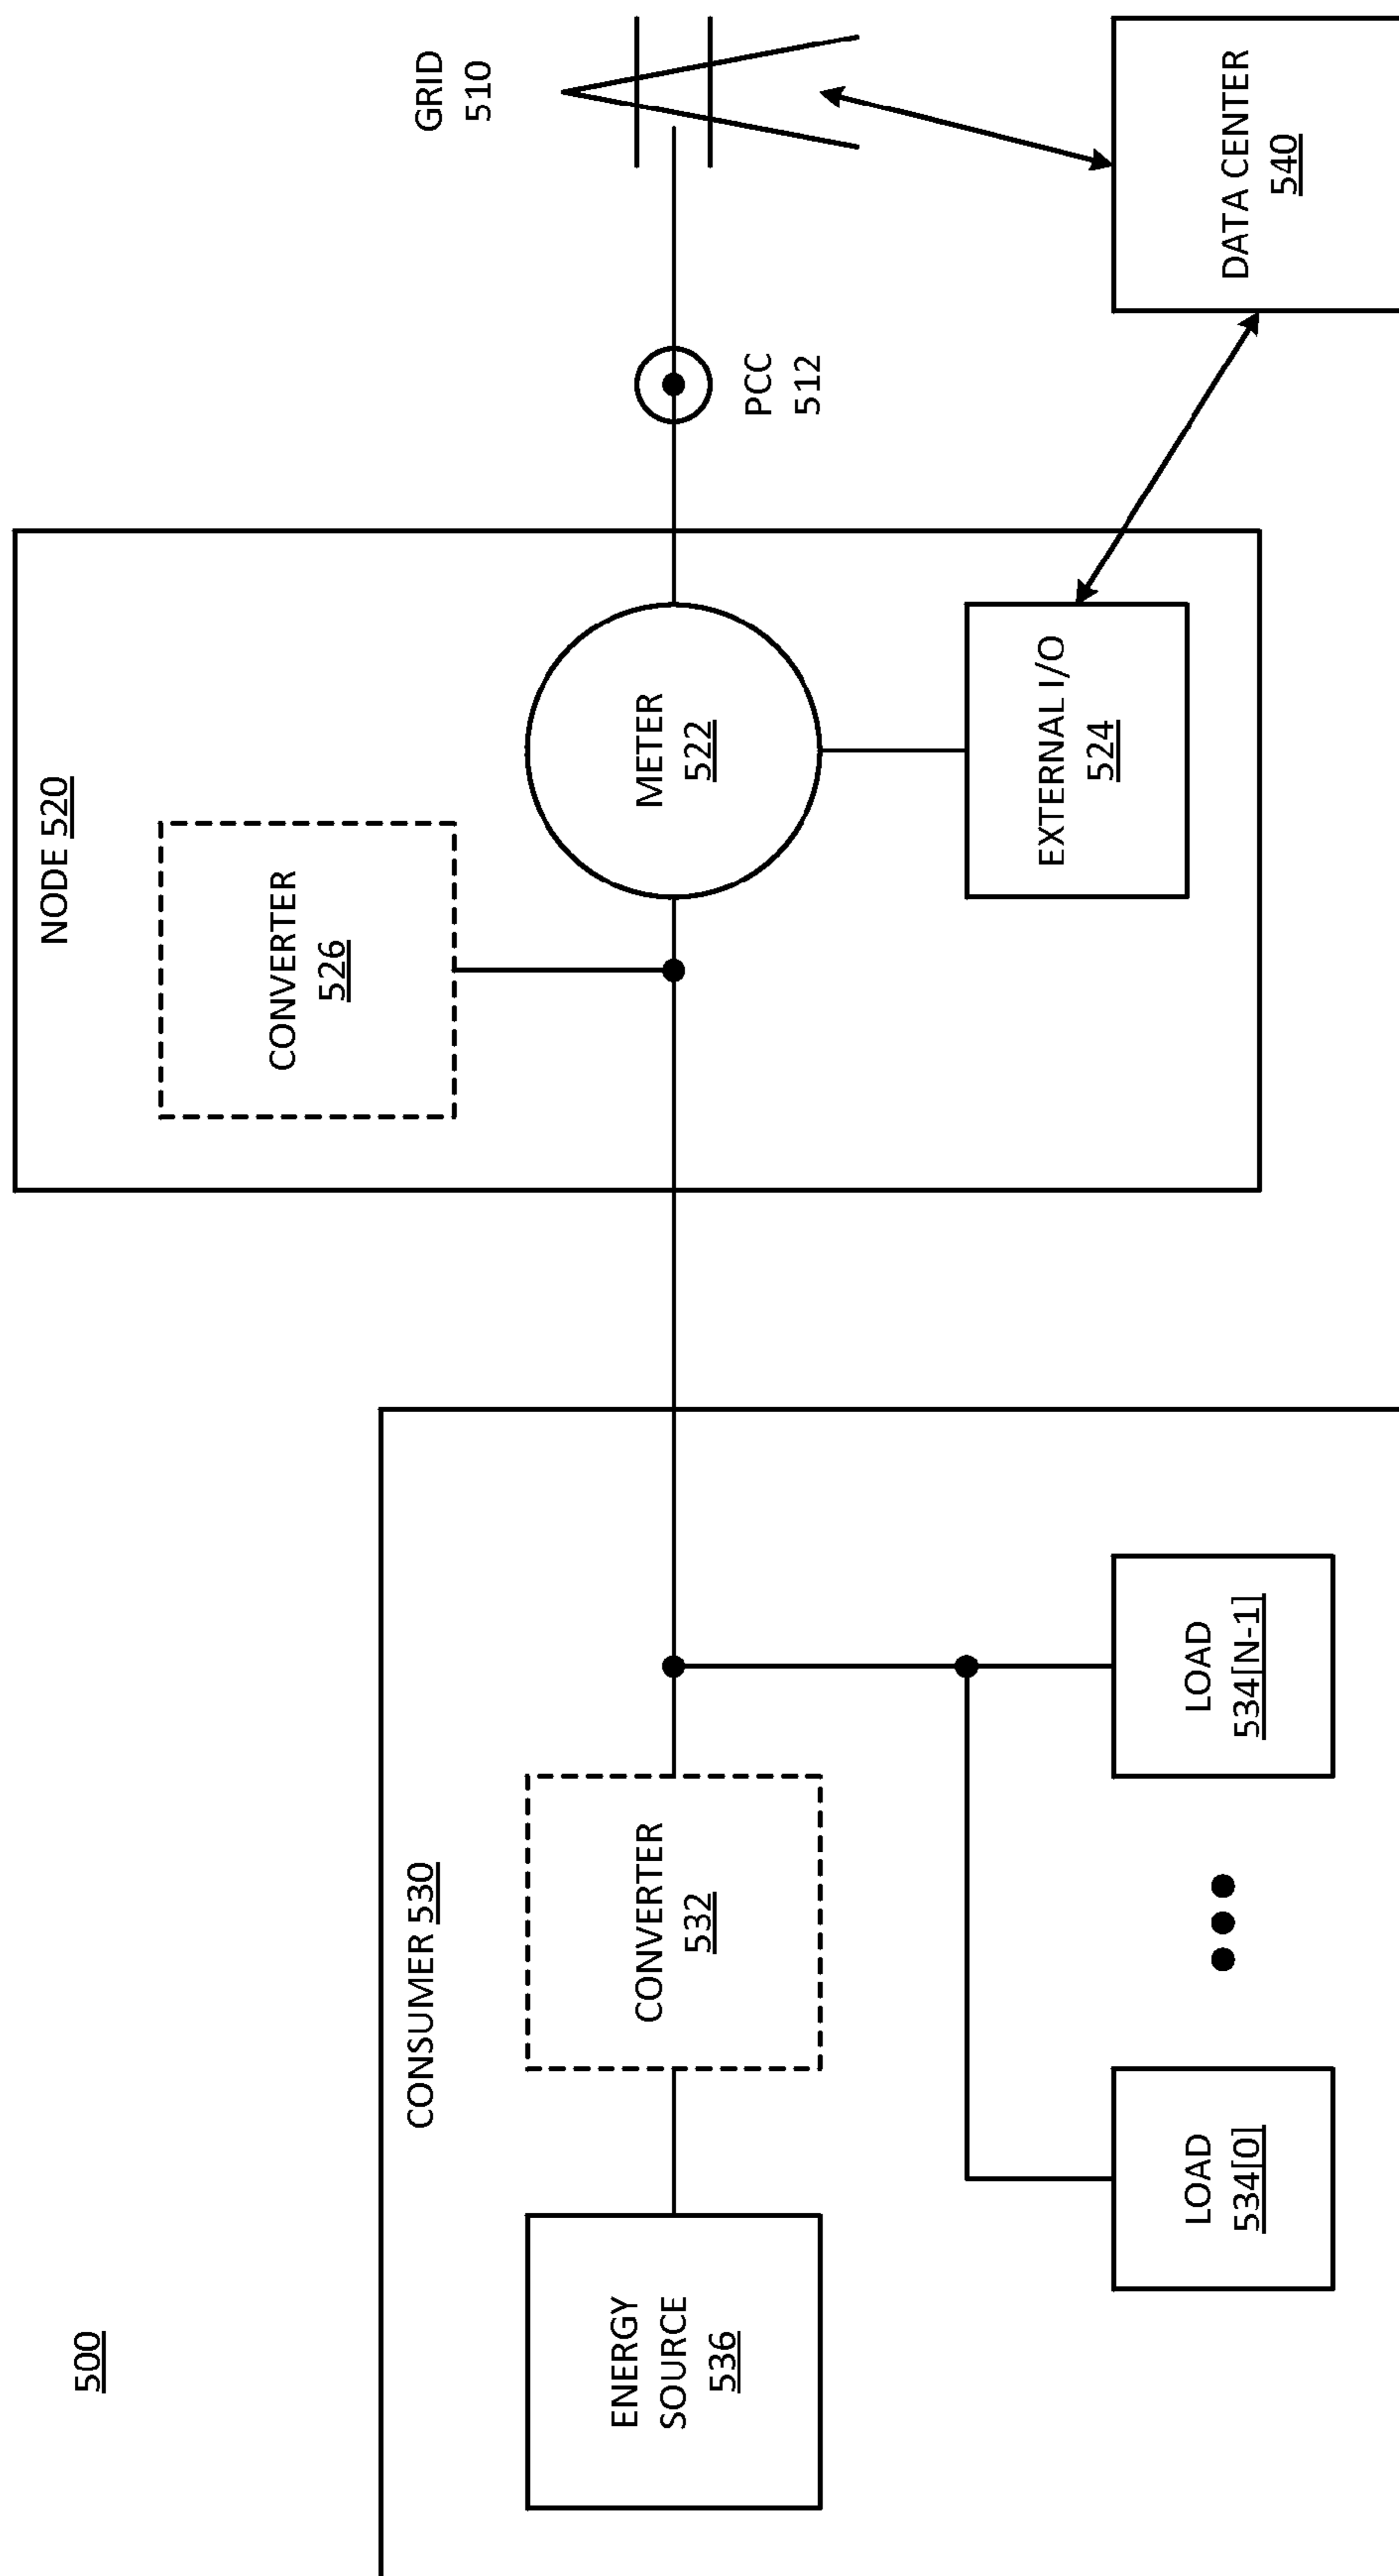 500
CONSUMER 530
ENERGY
SOURCE
536
CONVERTER
532
LOAD
534[0]
LOAD
534[N-1]
NODE 520
CONVERTER
526
METER
522
EXTERNAL I/O
524
PCC
512
GRID
510
DATA CENTER
540